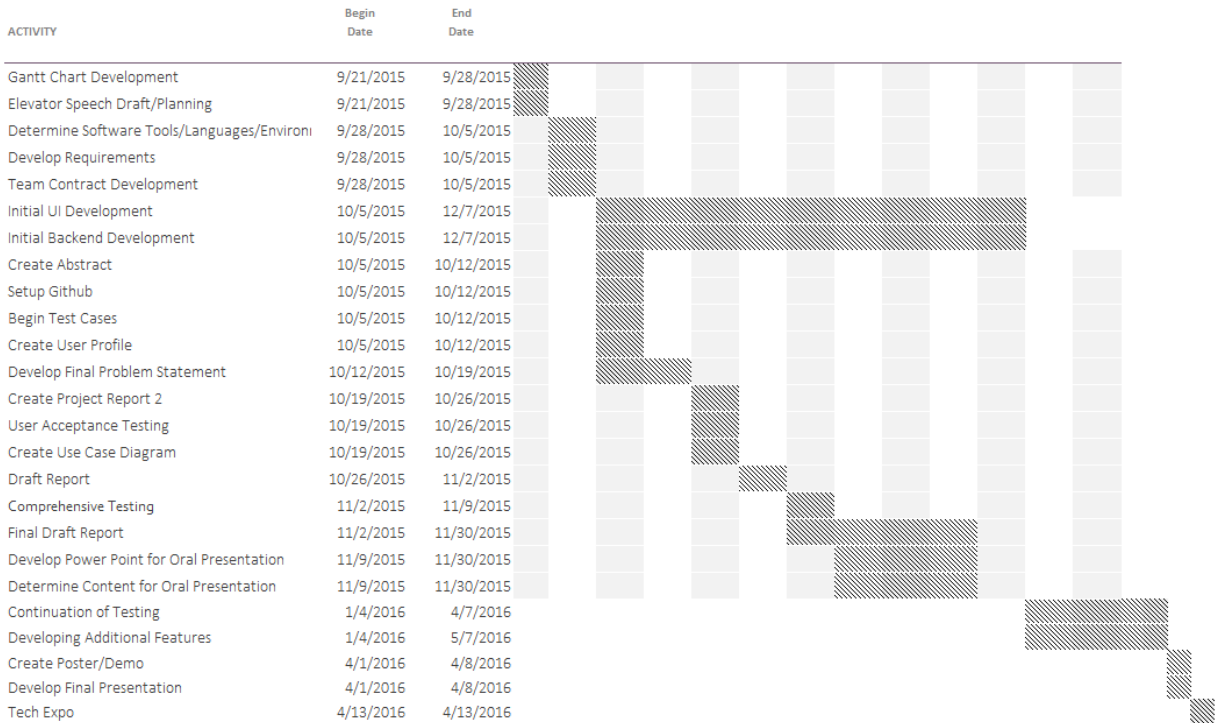 Begin End
ACTIVITY Date Date
Gantt Chart Development 9/21/2015 9/28/2015
Elevator Speech Draft/Planning 9/21/2015 9/28/2015
Determine Software Tools/Languages/Environ 9/28/2015 10/5/2015
Develop Requirements 9/28/2015 10/5/2015
Team Contract Development 9/28/2015 10/5/2015
Initial UI Development 10/5/2015 12/7/2015
Initial Backend Development 10/5/2015 12/7/2015
Create Abstract 10/5/2015 10/12/2015
Setup Github 10/5/2015 10/12/2015
Begin Test Cases 10/5/2015 10/12/2015
Create User Profile 10/5/2015 10/12/2015
Develop Final Problem Statement 10/12/2015 10/19/2015
Create Project Report 2 10/19/2015 10/26/2015
User Acceptance Testing 10/19/2015 10/26/2015
Create Use Case Diagram 10/19/2015 10/26/2015
Draft Report 10/26/2015 11/2/2015
Comprehensive Testing 11/2/2015 11/9/2015
Final Draft Report 11/2/2015 11/30/2015
Develop Power Point for Oral Presentation 11/9/2015 11/30/2015
Determine Content for Oral Presentation 11/9/2015 11/30/2015
Continuation of Testing 1/4/2016 4/7/2016
Developing Additional Features 1/4/2016 5/7/2016
Create Poster/Demo 4/1/2016 4/8/2016
Develop Final Presentation 4/1/2016 4/8/2016
Tech Expo 4/13/2016 4/13/2016